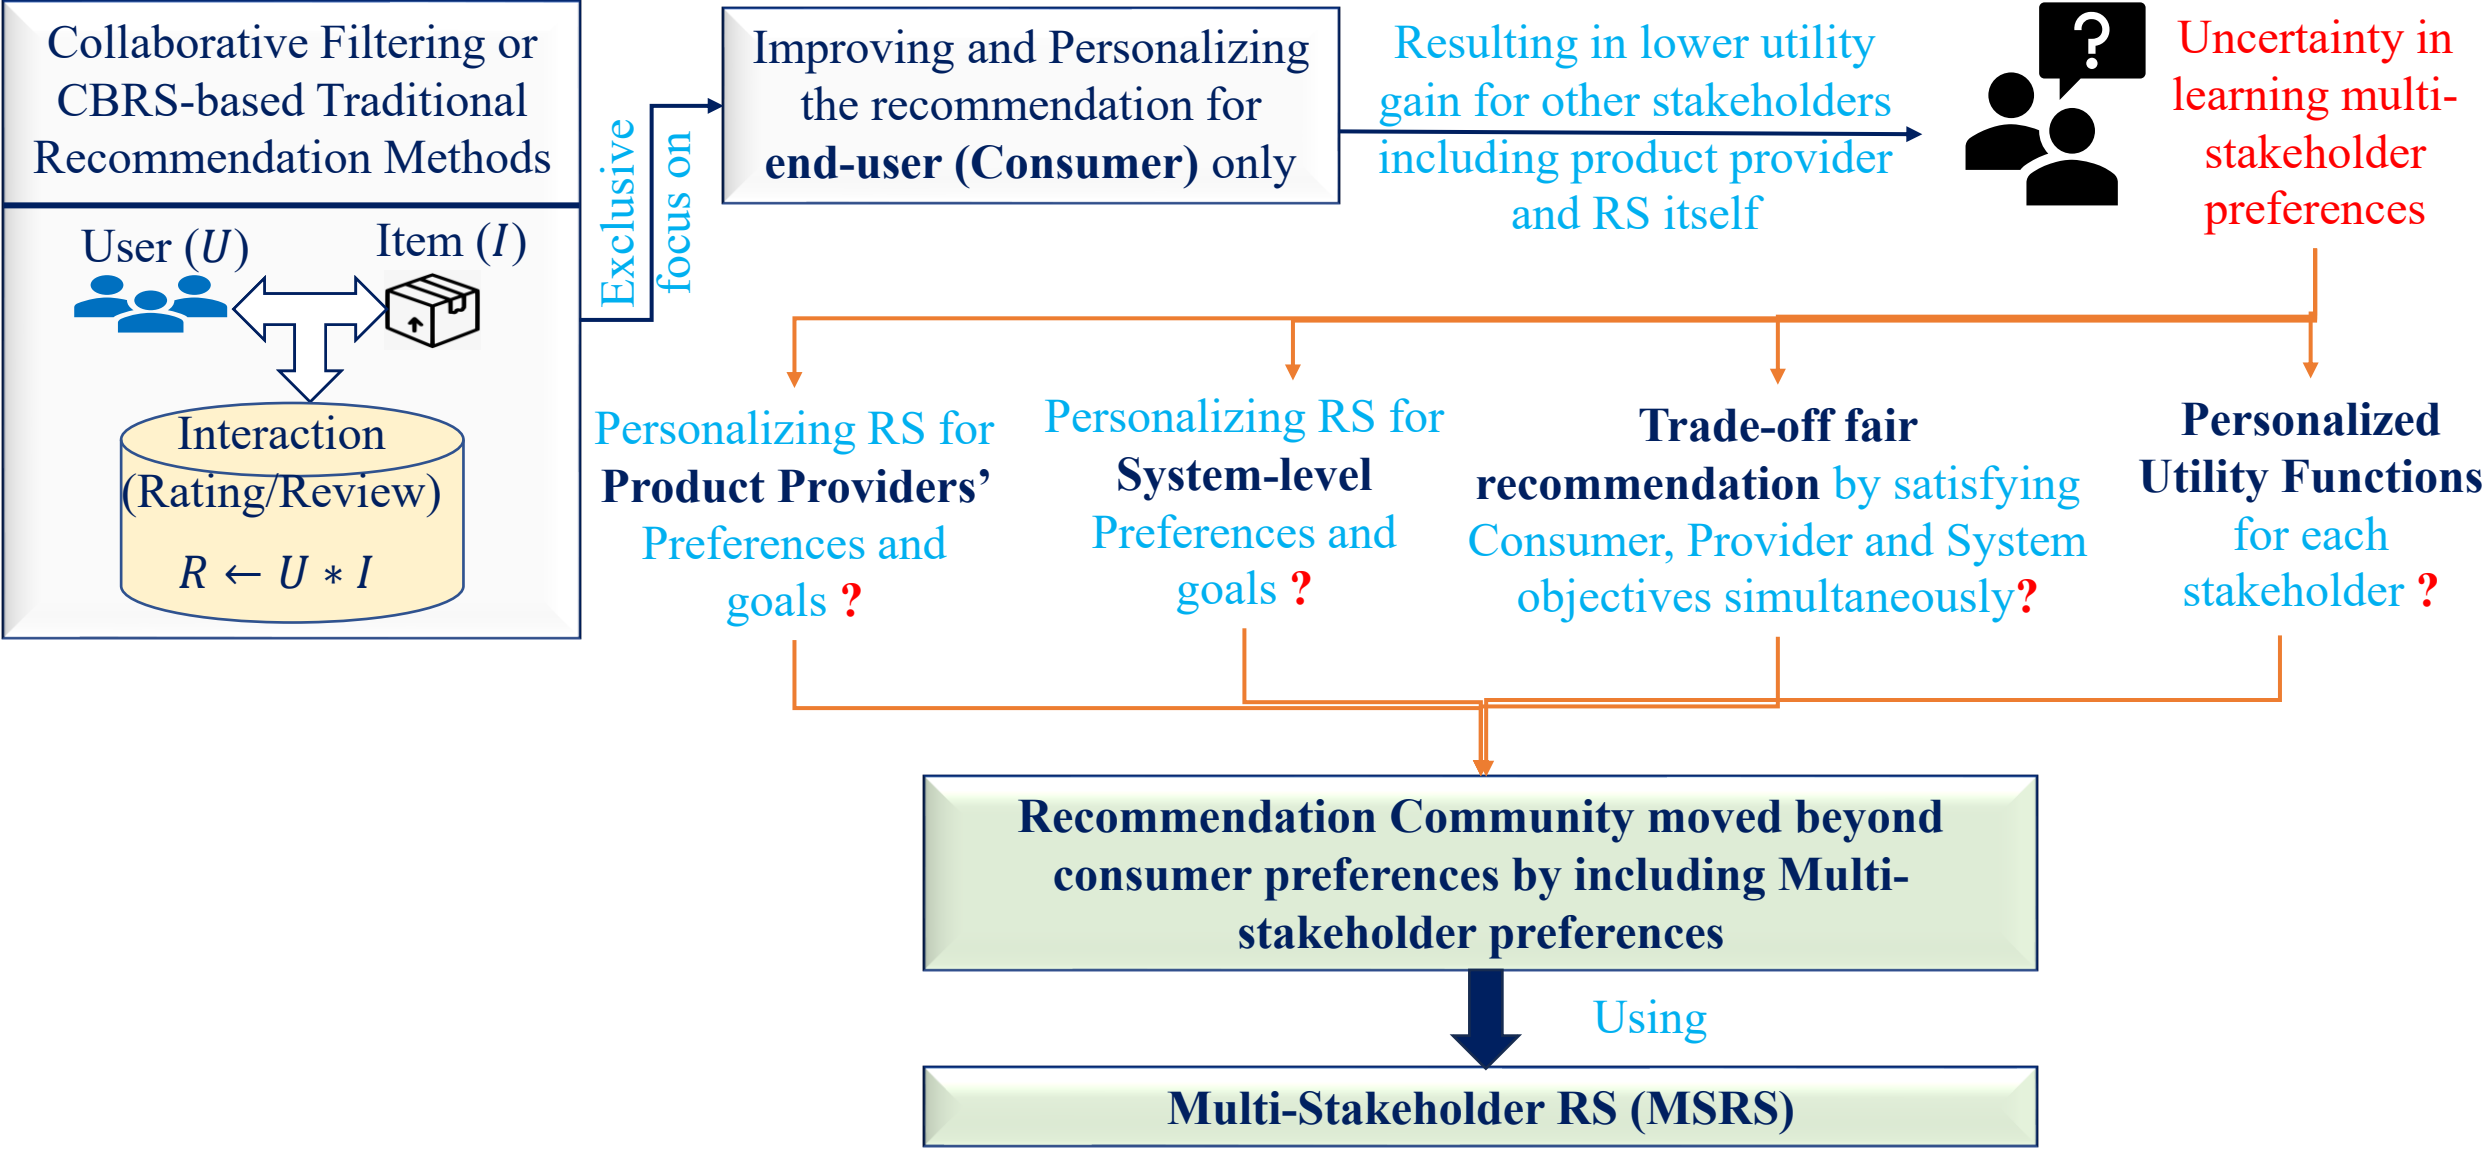 Collaborative Filtering or
CBRS-based Traditional
Recommendation Methods
User (U)
Item (I)
Interaction
(Rating/Review)
R ← U ∗ I
Exclusive
focus on
Improving and Personalizing
the recommendation for
end-user (Consumer) only
Resulting in lower utility
gain for other stakeholders
including product provider
and RS itself
?
Uncertainty in
learning multi-
stakeholder
preferences
Personalizing RS for
Product Providers’
Preferences and
goals ?
Personalizing RS for
System-level
Preferences and
goals ?
Trade-off fair
recommendation by satisfying
Consumer, Provider and System
objectives simultaneously?
Personalized
Utility Functions
for each
stakeholder ?
Recommendation Community moved beyond
consumer preferences by including Multi-
stakeholder preferences
Using
Multi-Stakeholder RS (MSRS)